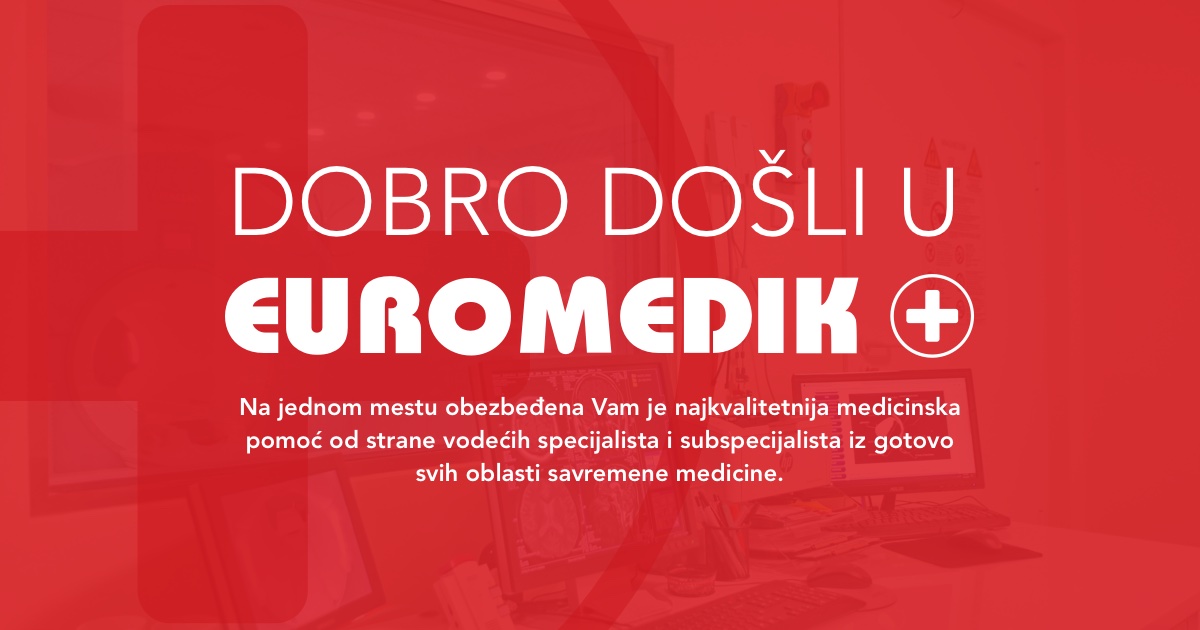 DOBRO DOŠLI U
EUROMEDIK
Na jednom mestu obezbeđena Vam je najkvalitetnija medicinska
pomoć od strane vodećih specijalista i subspecijalista iz gotovo
svih oblasti savremene medicine.